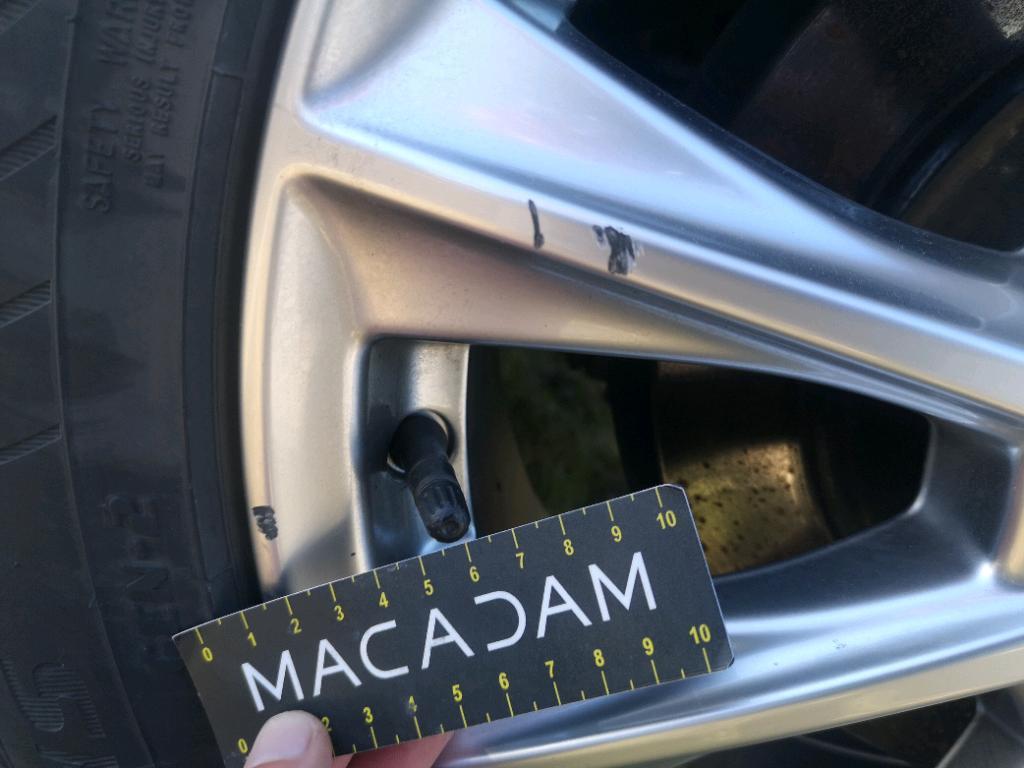 SAFETY WAR
SERIOUS INJUR
MAY RESULT FROM
0 1 2 3 4 5 6 7 8 9 10
MACADAM
0 2 3 4 5 6 7 8 9 10